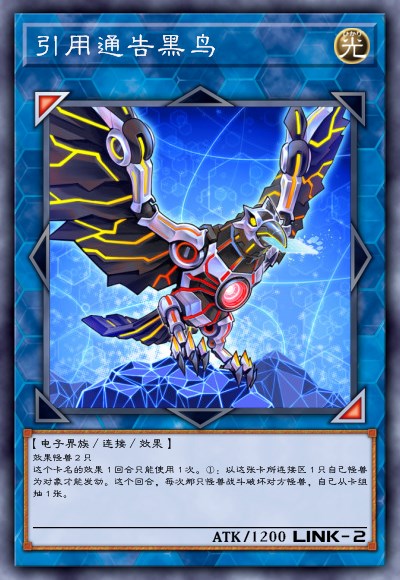 引用通告黑鸟
光
【电子界族／连接／效果】
效果怪兽２只
这个卡名的效果１回合只能使用１次。①：以这张卡所连接区１只自己怪兽
为对象才能发动。这个回合，每次那只怪兽战斗破坏对方怪兽，自己从卡组
抽１张。
ATK/1200 LINK-2